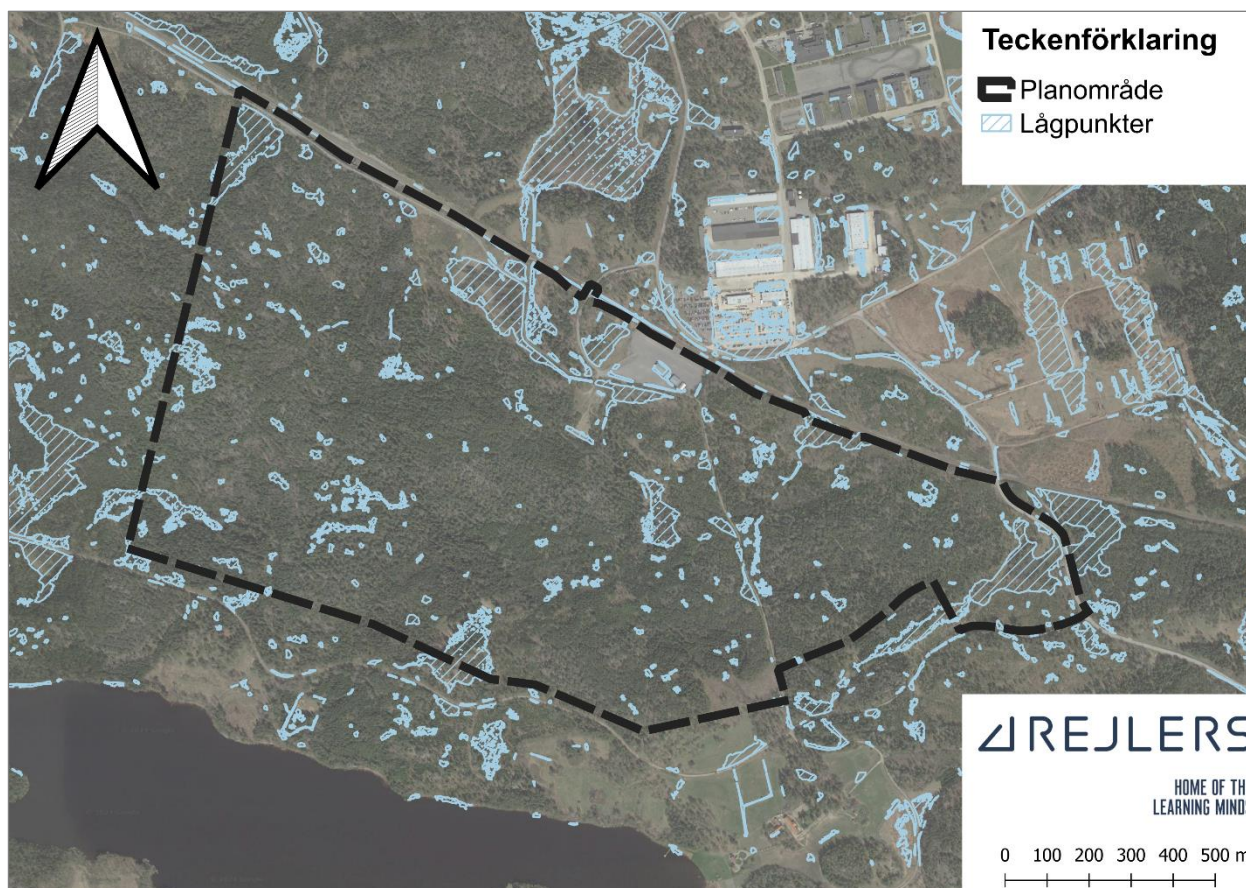 Teckenförklaring
Planområde
Lågpunkter
REJLERS
HOME OF TH
LEARNING MIND
0 100 200 300 400 500 m